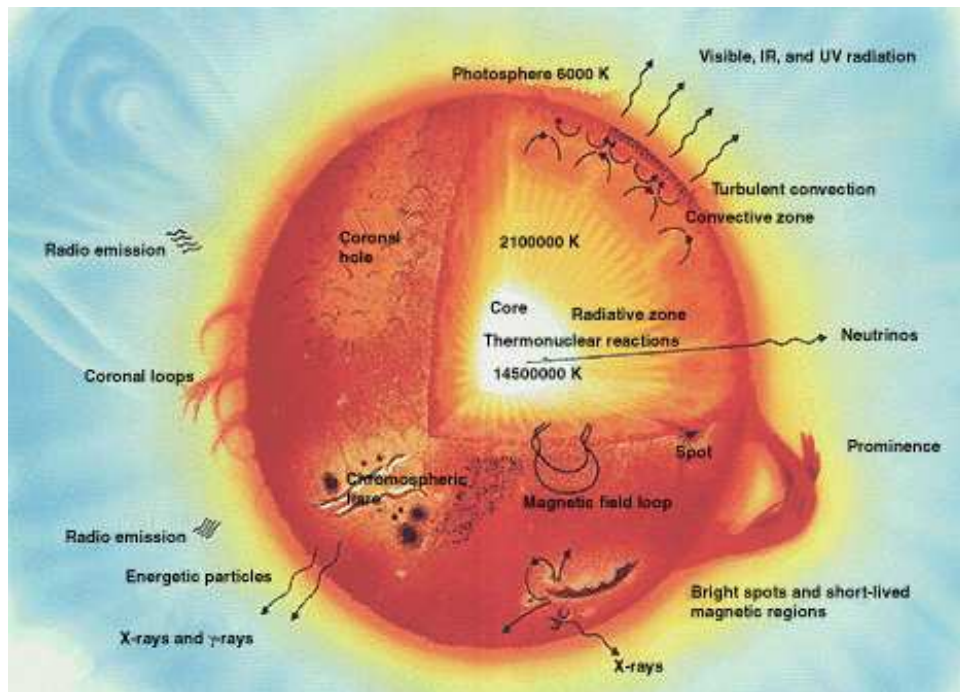 Visible, IR, and UV radiation
Photosphere 6000 K
Turbulent convection
Convective zone
Coronal
hole
2100000 K
Radio emission
Core
Radiative zone
Thermonuclear reactions
Neutrinos
14500000 K
Coronal loops
Prominence
Spot
Chromospheric
flare
Magnetic field loop
Radio emission
Energetic particles
Bright spots and short-lived
magnetic regions
X-rays and γ-rays
X-rays